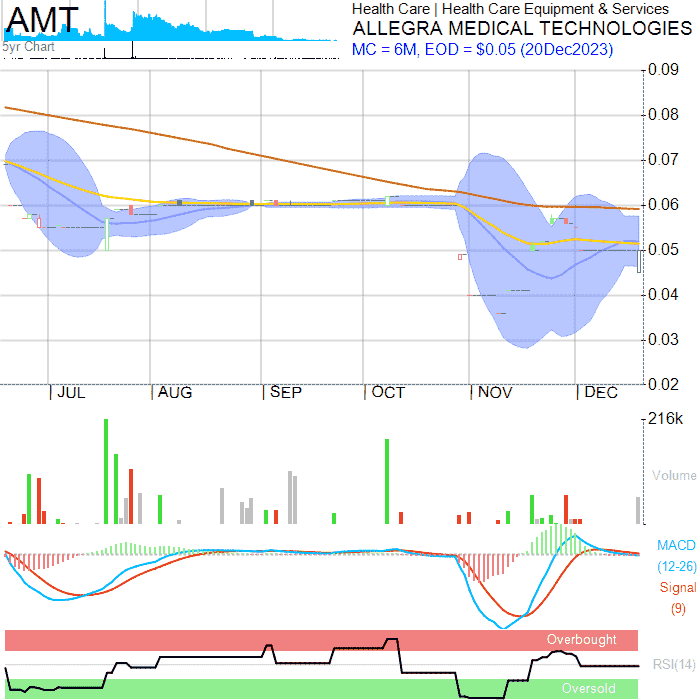 AMT
5yr Chart
Health Care | Health Care Equipment & Services
ALLEGRA MEDICAL TECHNOLOGIES
MC = 6M, EOD = $0.05 (20Dec2023)
0.09
0.08
0.07
0.06
0.05
0.04
0.03
0.02
JUL AUG SEP OCT NOV DEC
216k
Volume
MACD
(12-26)
Signal
(9)
Overbought
RSI(14)
Oversold